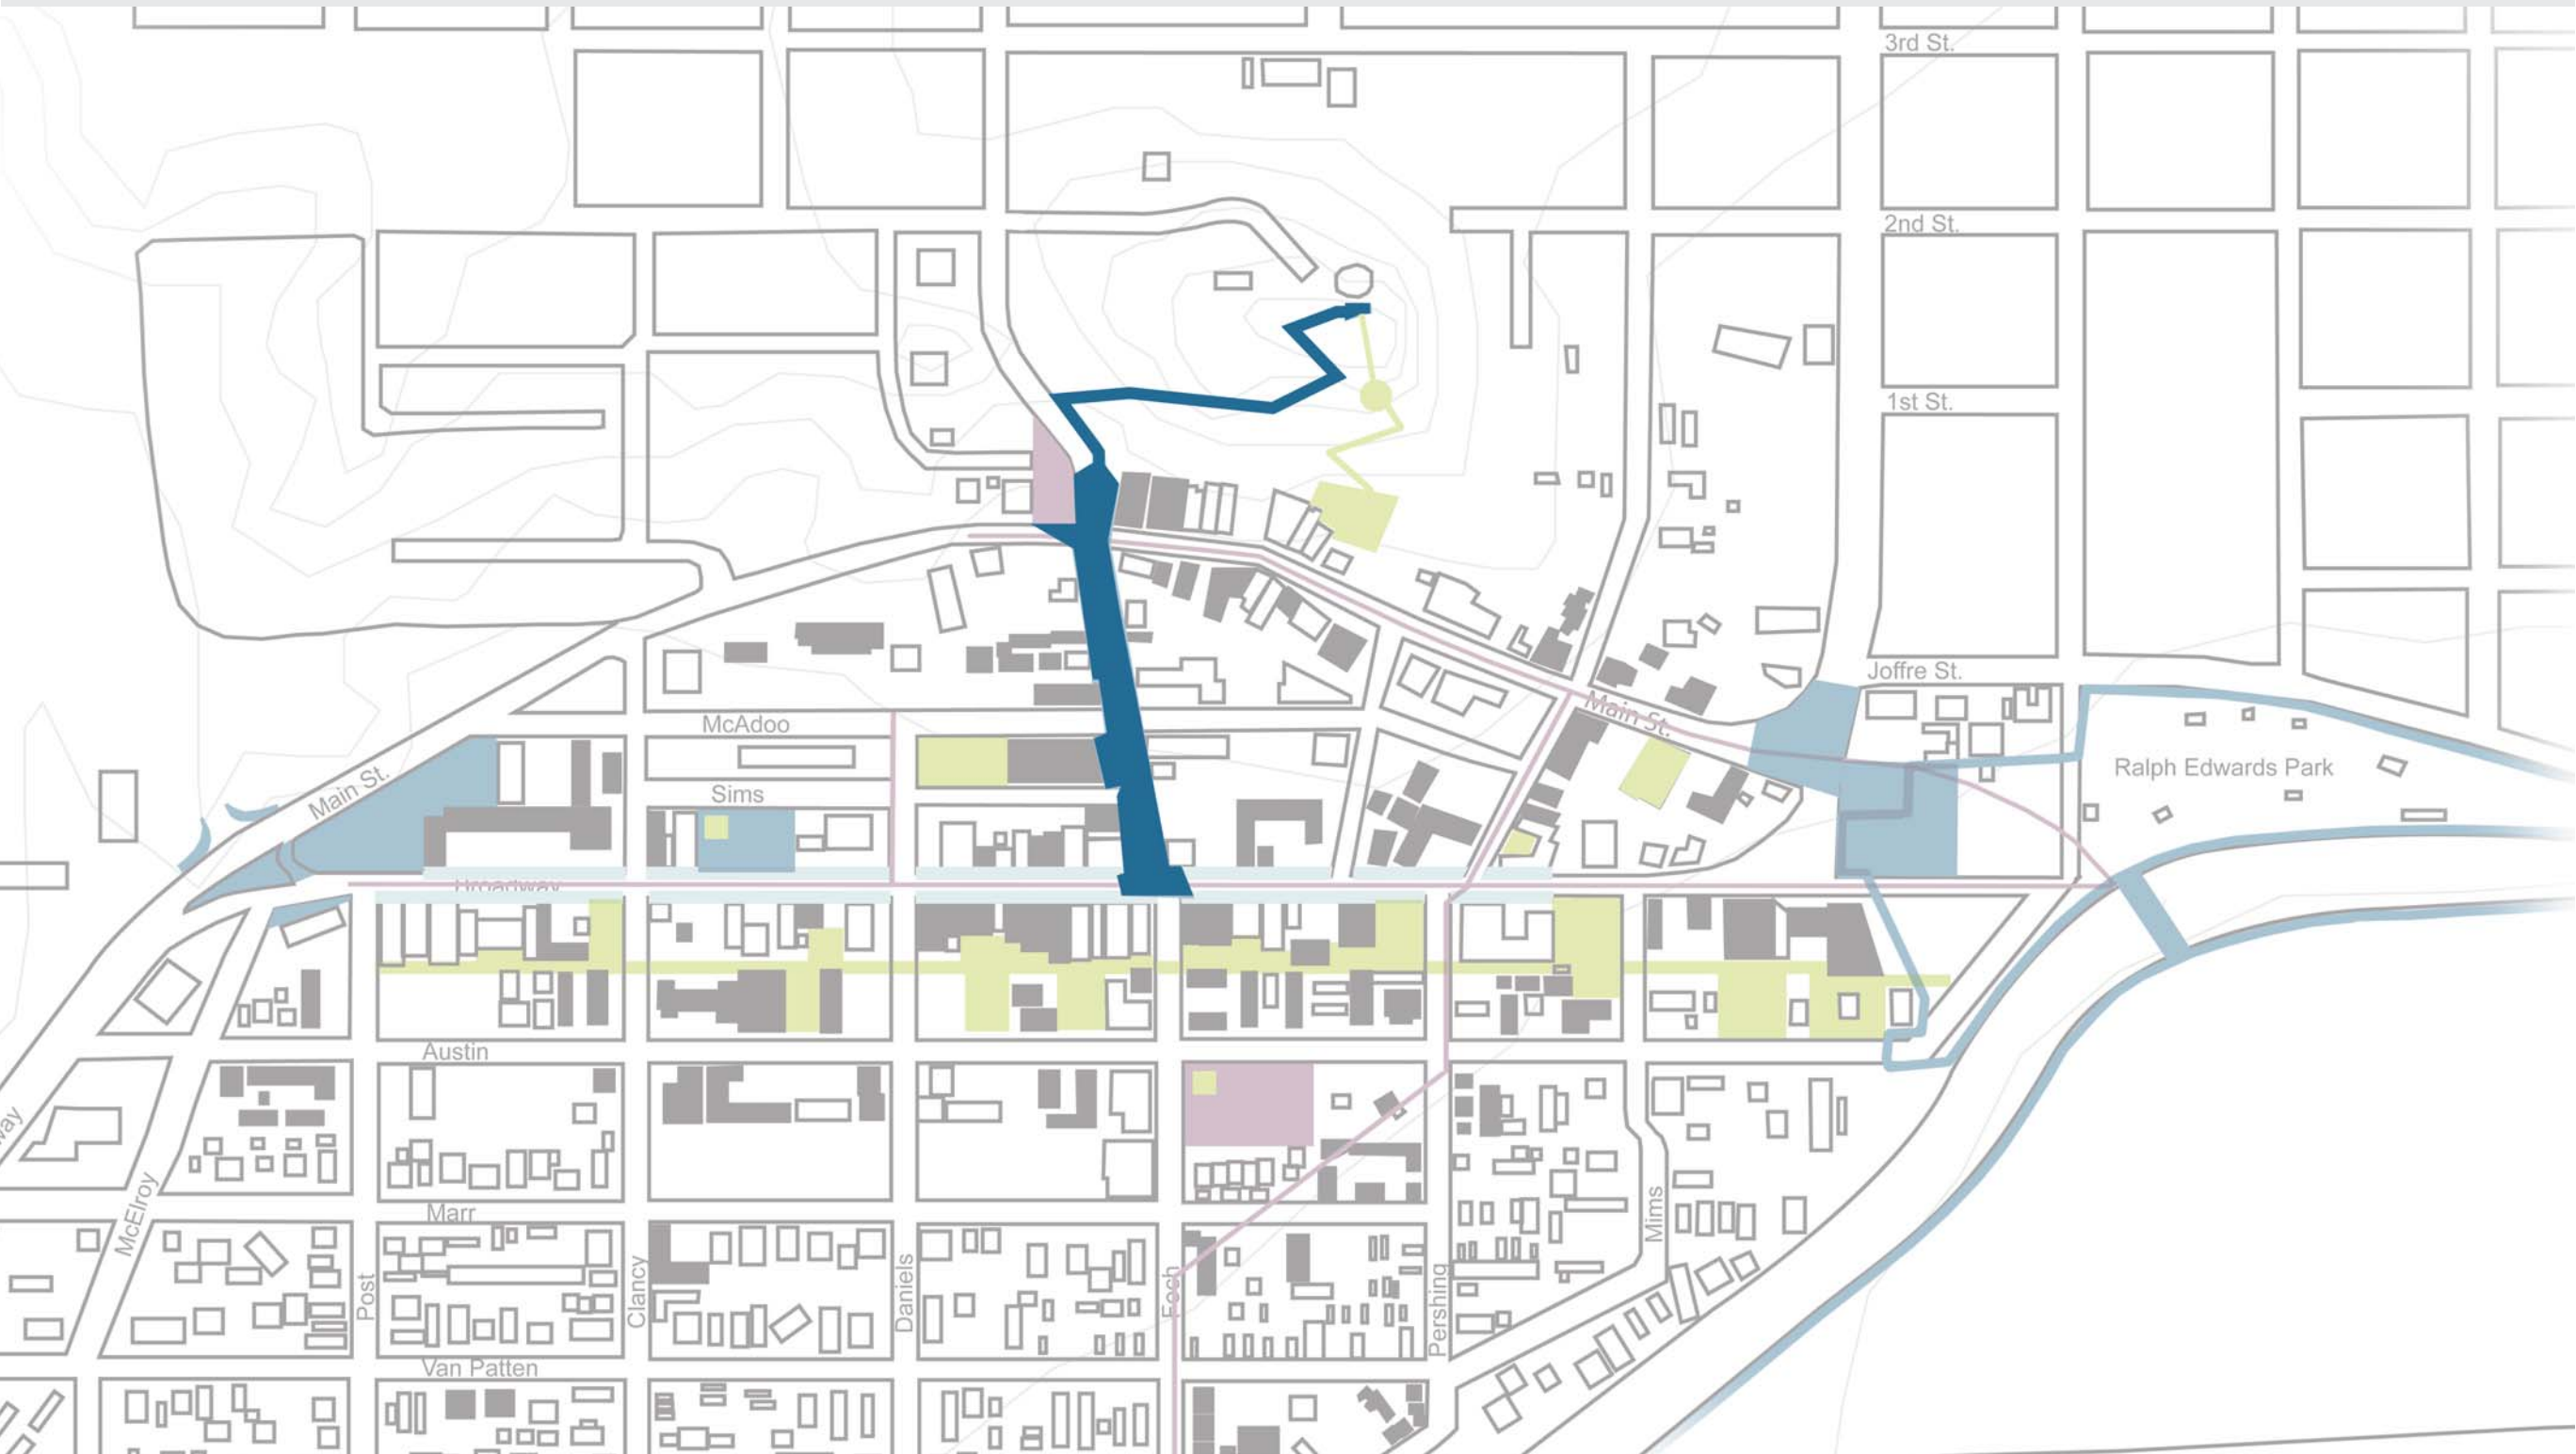 3rd St.
2nd St.
1st St.
Joffre St.
Main St.
McAdoo
Ralph Edwards Park
Main St.
Sims
Broadway
Austin
McElroy
Marr
Mims
Post
Clancy
Daniels
Foch
Pershing
Van Patten